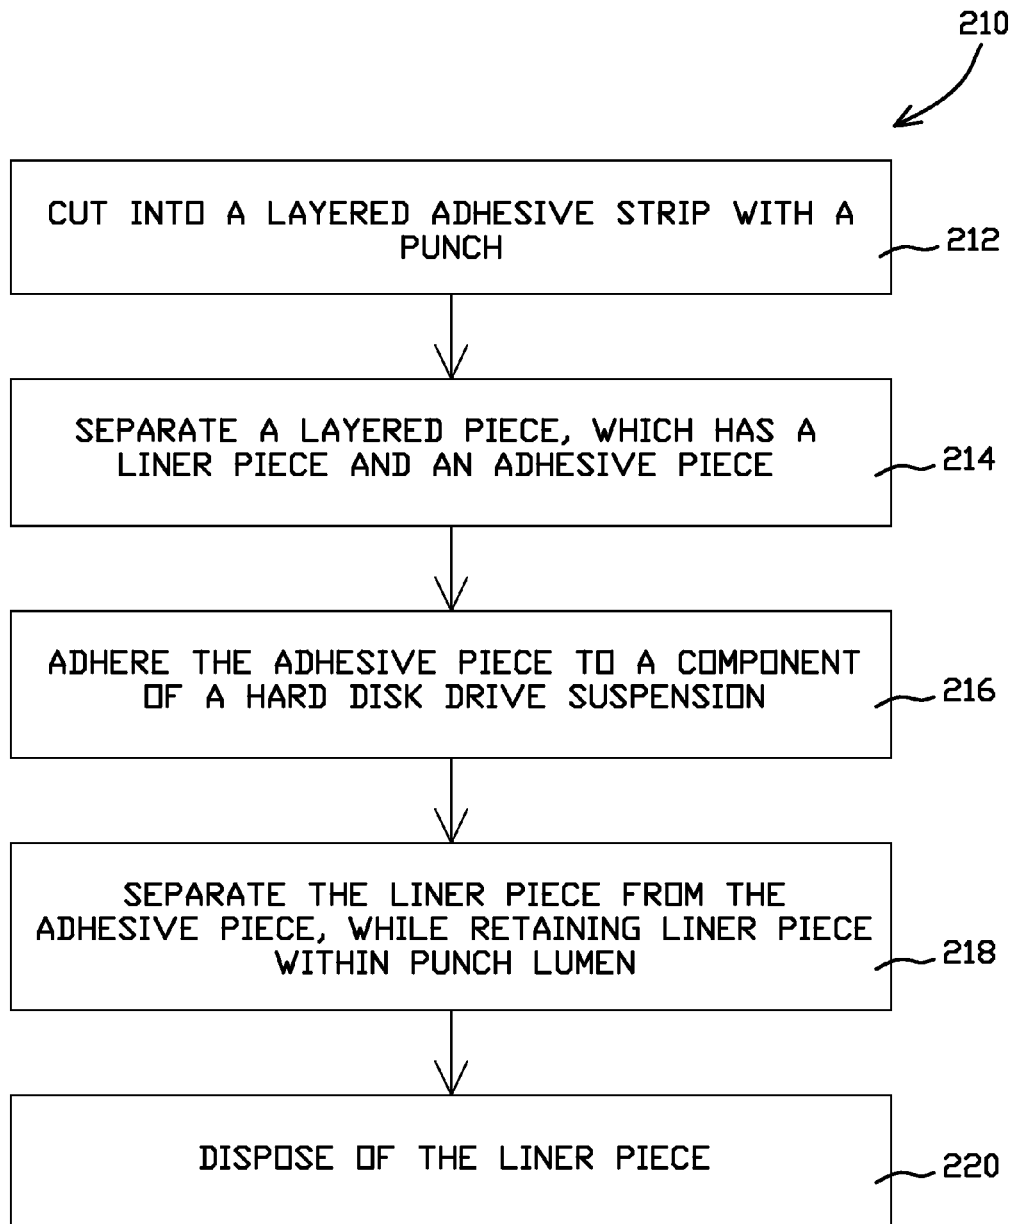 210
CUT INTO A LAYERED ADHESIVE STRIP WITH A
PUNCH
212
SEPARATE A LAYERED PIECE, WHICH HAS A
LINER PIECE AND AN ADHESIVE PIECE
214
ADHERE THE ADHESIVE PIECE TO A COMPONENT
OF A HARD DISK DRIVE SUSPENSION
216
SEPARATE THE LINER PIECE FROM THE
ADHESIVE PIECE, WHILE RETAINING LINER PIECE
WITHIN PUNCH LUMEN
218
DISPOSE OF THE LINER PIECE
220